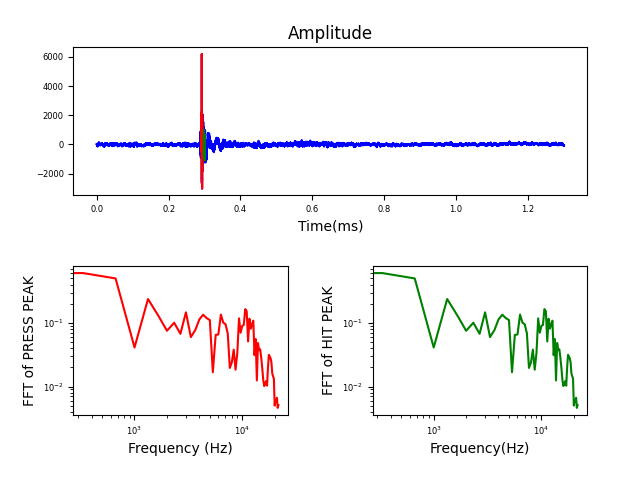 Amplitude
6000
4000
2000
0
−2000
0.0 0.2 0.4 0.6 0.8 1.0 1.2
Time(ms)
FFT of PRESS PEAK
10⁻¹
10⁻²
10³ 10⁴
Frequency (Hz)
FFT of HIT PEAK
10⁻¹
10⁻²
10³ 10⁴
Frequency(Hz)